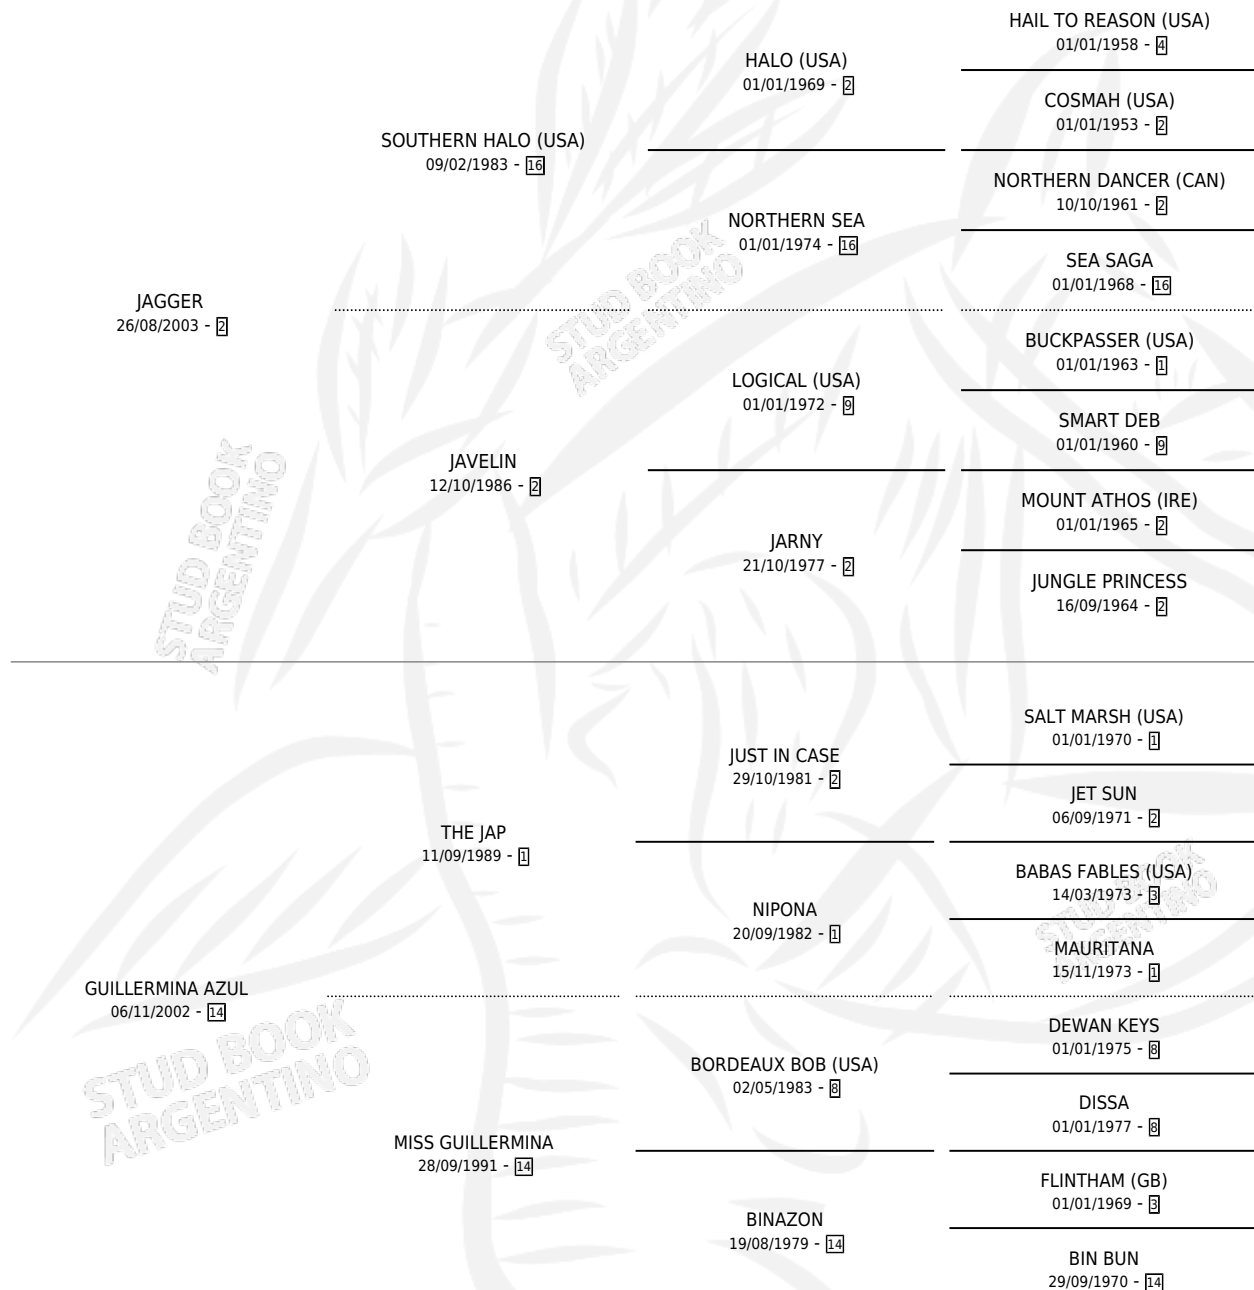 HAIL TO REASON (USA)
01/01/1958 - 4
HALO (USA)
01/01/1969 - 2
COSMAH (USA)
01/01/1953 - 2
SOUTHERN HALO (USA)
09/02/1983 - 16
NORTHERN DANCER (CAN)
10/10/1961 - 2
NORTHERN SEA
01/01/1974 - 16
SEA SAGA
01/01/1968 - 16
JAGGER
26/08/2003 - 2
BUCKPASSER (USA)
01/01/1963 - 1
LOGICAL (USA)
01/01/1972 - 9
SMART DEB
01/01/1960 - 9
JAVELIN
12/10/1986 - 2
MOUNT ATHOS (IRE)
01/01/1965 - 2
JARNY
21/10/1977 - 2
JUNGLE PRINCESS
16/09/1964 - 2
SALT MARSH (USA)
01/01/1970 - 1
JUST IN CASE
29/10/1981 - 2
JET SUN
06/09/1971 - 2
THE JAP
11/09/1989 - 1
BABAS FABLES (USA)
14/03/1973 - 3
NIPONA
20/09/1982 - 1
MAURITANA
15/11/1973 - 1
GUILLERMINA AZUL
06/11/2002 - 14
DEWAN KEYS
01/01/1975 - 8
BORDEAUX BOB (USA)
02/05/1983 - 8
DISSA
01/01/1977 - 8
MISS GUILLERMINA
28/09/1991 - 14
FLINTHAM (GB)
01/01/1969 - 3
BINAZON
19/08/1979 - 14
BIN BUN
29/09/1970 - 14
STUD BOOK
ARGENTINO
STUD BOOK
ARGENTINO
STUD BOOK
ARGENTINO
STUD BOOK
ARGENTINO